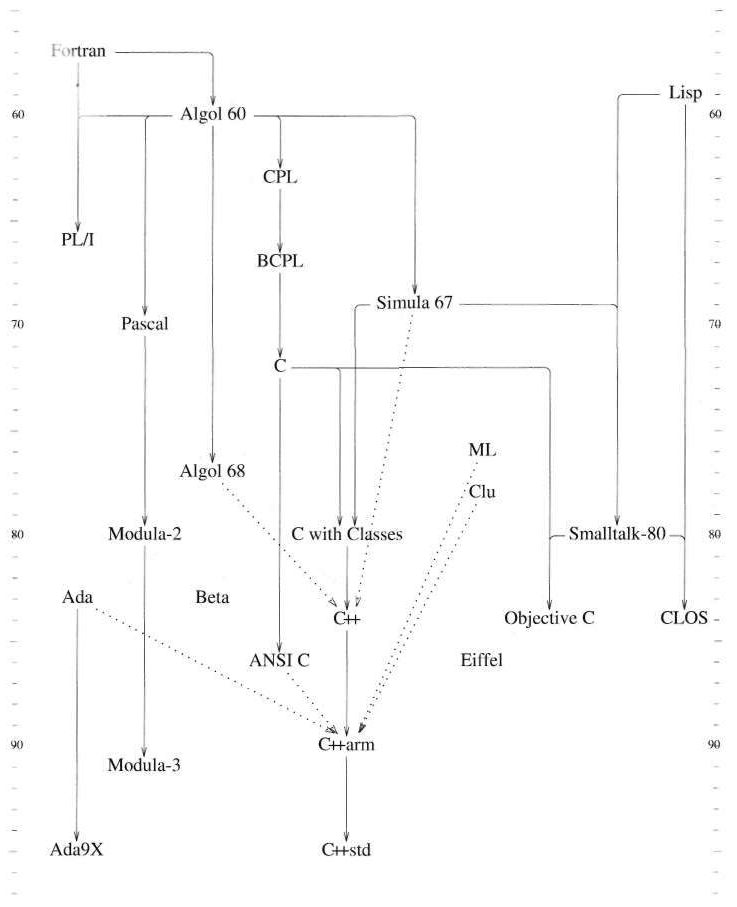 Fortran
Lisp
60 Algol 60 60
CPL
PL/I
BCPL
Simula 67
70 Pascal 70
C
ML
Algol 68
Clu
80 Modula-2 C with Classes Smalltalk-80 80
Ada Beta
C++ Objective C CLOS
ANSI C Eiffel
90 C++arm 90
Modula-3
Ada9X C++std